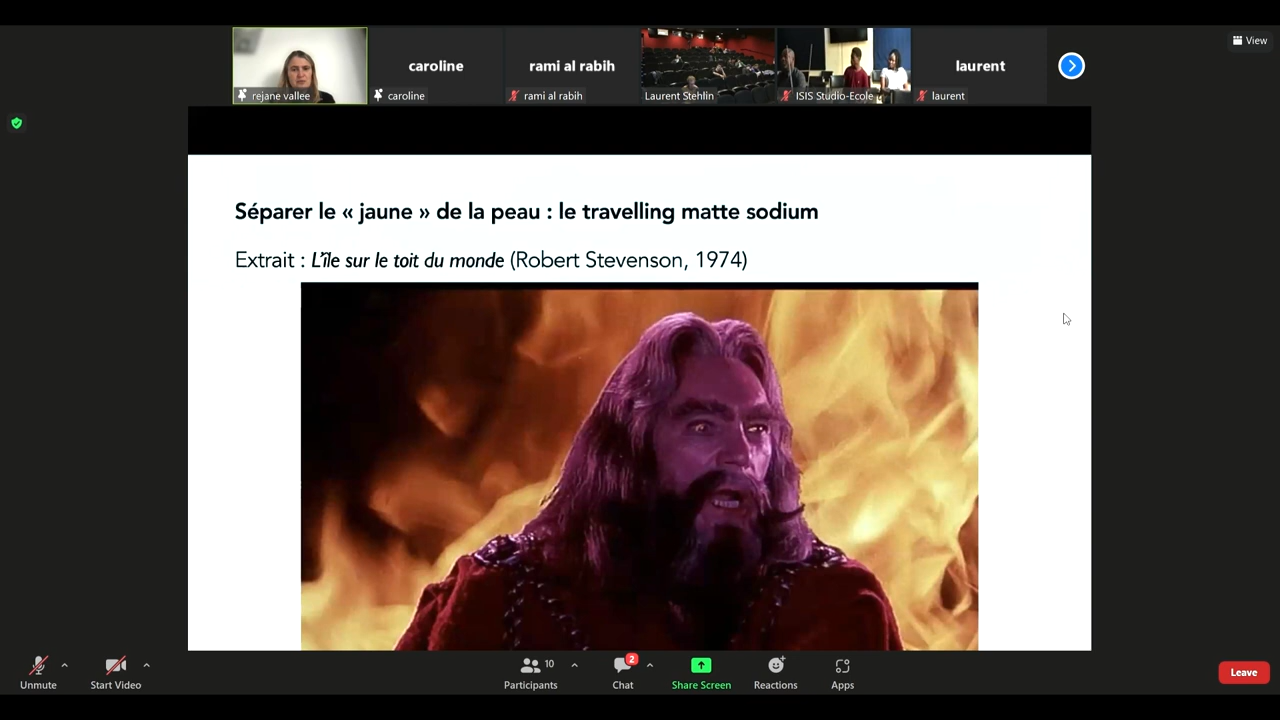 View
caroline
rami al rabih
laurent
rejane vallee
caroline
rami al rabih
Laurent Stehlin
ISIS Studio-Ecole
laurent
Séparer le « jaune » de la peau : le travelling matte sodium
Extrait : L'île sur le toit du monde (Robert Stevenson, 1974)
Unmute
Start Video
10
Participants
2
Chat
Share Screen
Reactions
Apps
Leave